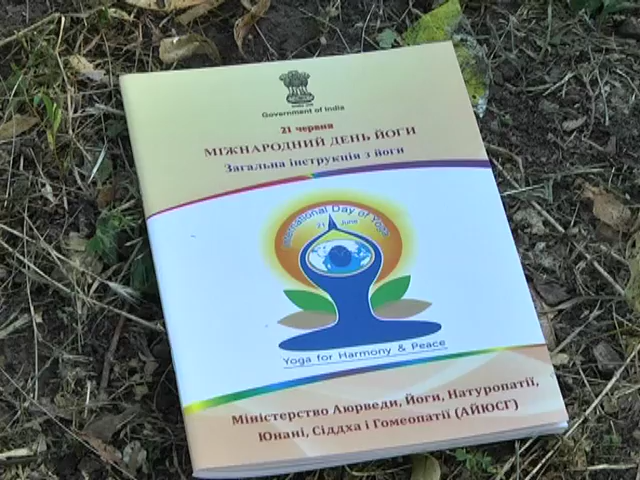 Government of India
21 червня
МІЖНАРОДНИЙ ДЕНЬ ЙОГИ
Загальна інструкція з йоги
International Day of Yoga
21 June
Yoga for Harmony & Peace
Міністерство Аюрведи, Йоги, Натуропатії,
Юнані, Сіддха і Гомеопатії (АЙЮСГ)